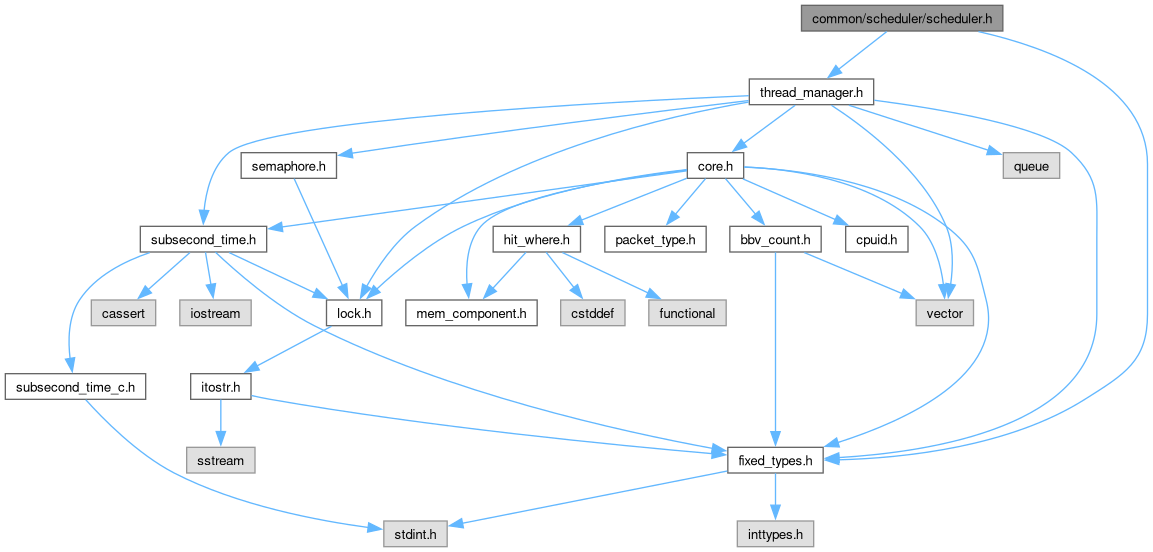 common/scheduler/scheduler.h
thread_manager.h
semaphore.h
core.h
queue
subsecond_time.h
hit_where.h
packet_type.h
bbv_count.h
cpuid.h
cassert
iostream
lock.h
mem_component.h
cstddef
functional
vector
subsecond_time_c.h
itostr.h
sstream
fixed_types.h
stdint.h
inttypes.h